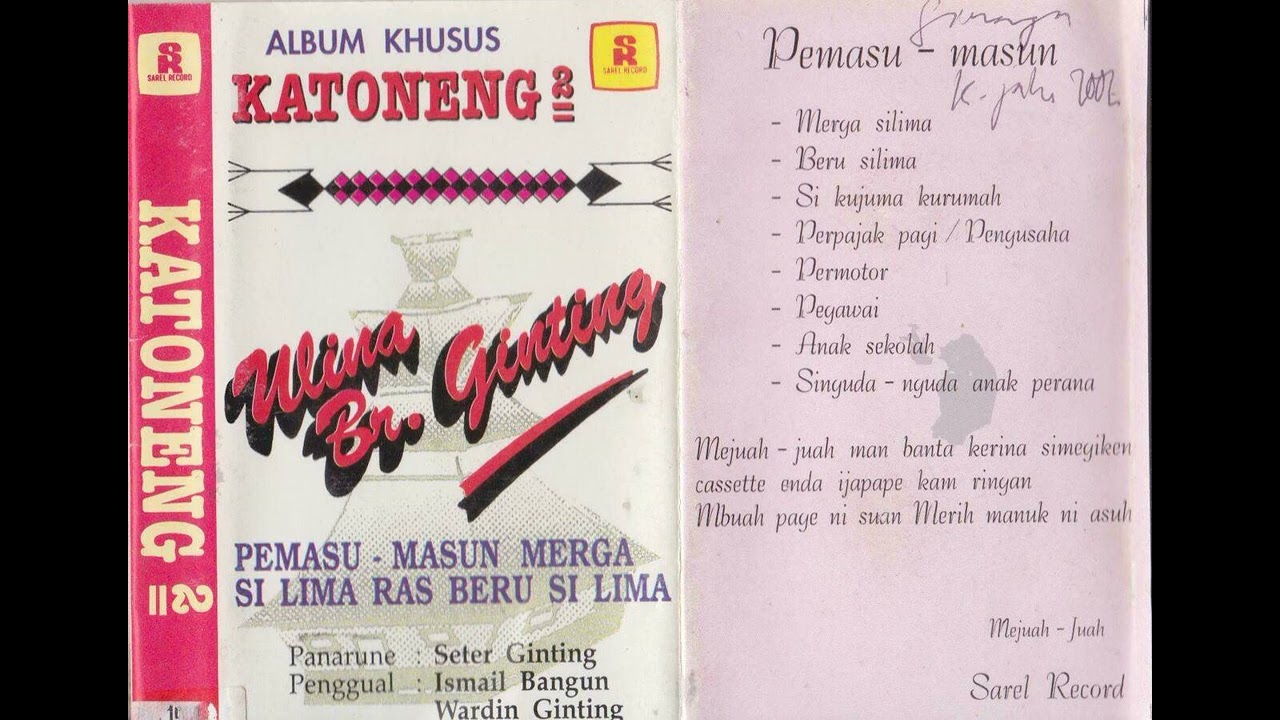 SR
SAREL RECORD
KATONENG 2
ALBUM KHUSUS
SR
SAREL RECORD
KATONENG 2
Ulina
Br. Ginting
PEMASU - MASUN MERGA
SI LIMA RAS BERU SI LIMA
Panarune : Seter Ginting
Penggual : Ismail Bangun
Wardin Ginting
Pemasu - masun
2002
- Merga silima
- Beru silima
- Si kujuma kurumah
- Perpajak pagi / Pengusaha
- Permotor
- Pegawai
- Anak sekolah
- Singuda - nguda anak perana
Mejuah - juah man banta kerina simegiken
cassette enda ijapape kam ringan
Mbuah page ni suan Merih manuk ni asuh
Mejuah - Juah
Sarel Record